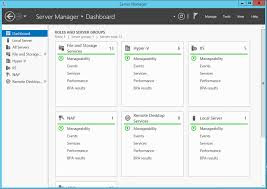 Server Manager
Server Manager • Dashboard
Manage Tools View Help
Dashboard
Local Server
All Servers
File and Storage Services
Hyper-V
IIS
NAP
Remote Desktop...
ROLES AND SERVER GROUPS
File and Storage Services 1
Manageability
Events
Services
Performance
BPA results
Hyper-V 1
Manageability
Events
Services
Performance
BPA results
IIS
Manageability
Events
Services
Performance
BPA results
NAP 1
Manageability
Events
Services
Performance
BPA results
Remote Desktop Services
Manageability
Events
Services
Performance
BPA results
Local Server 1
Manageability
Events
Services
Performance
BPA results